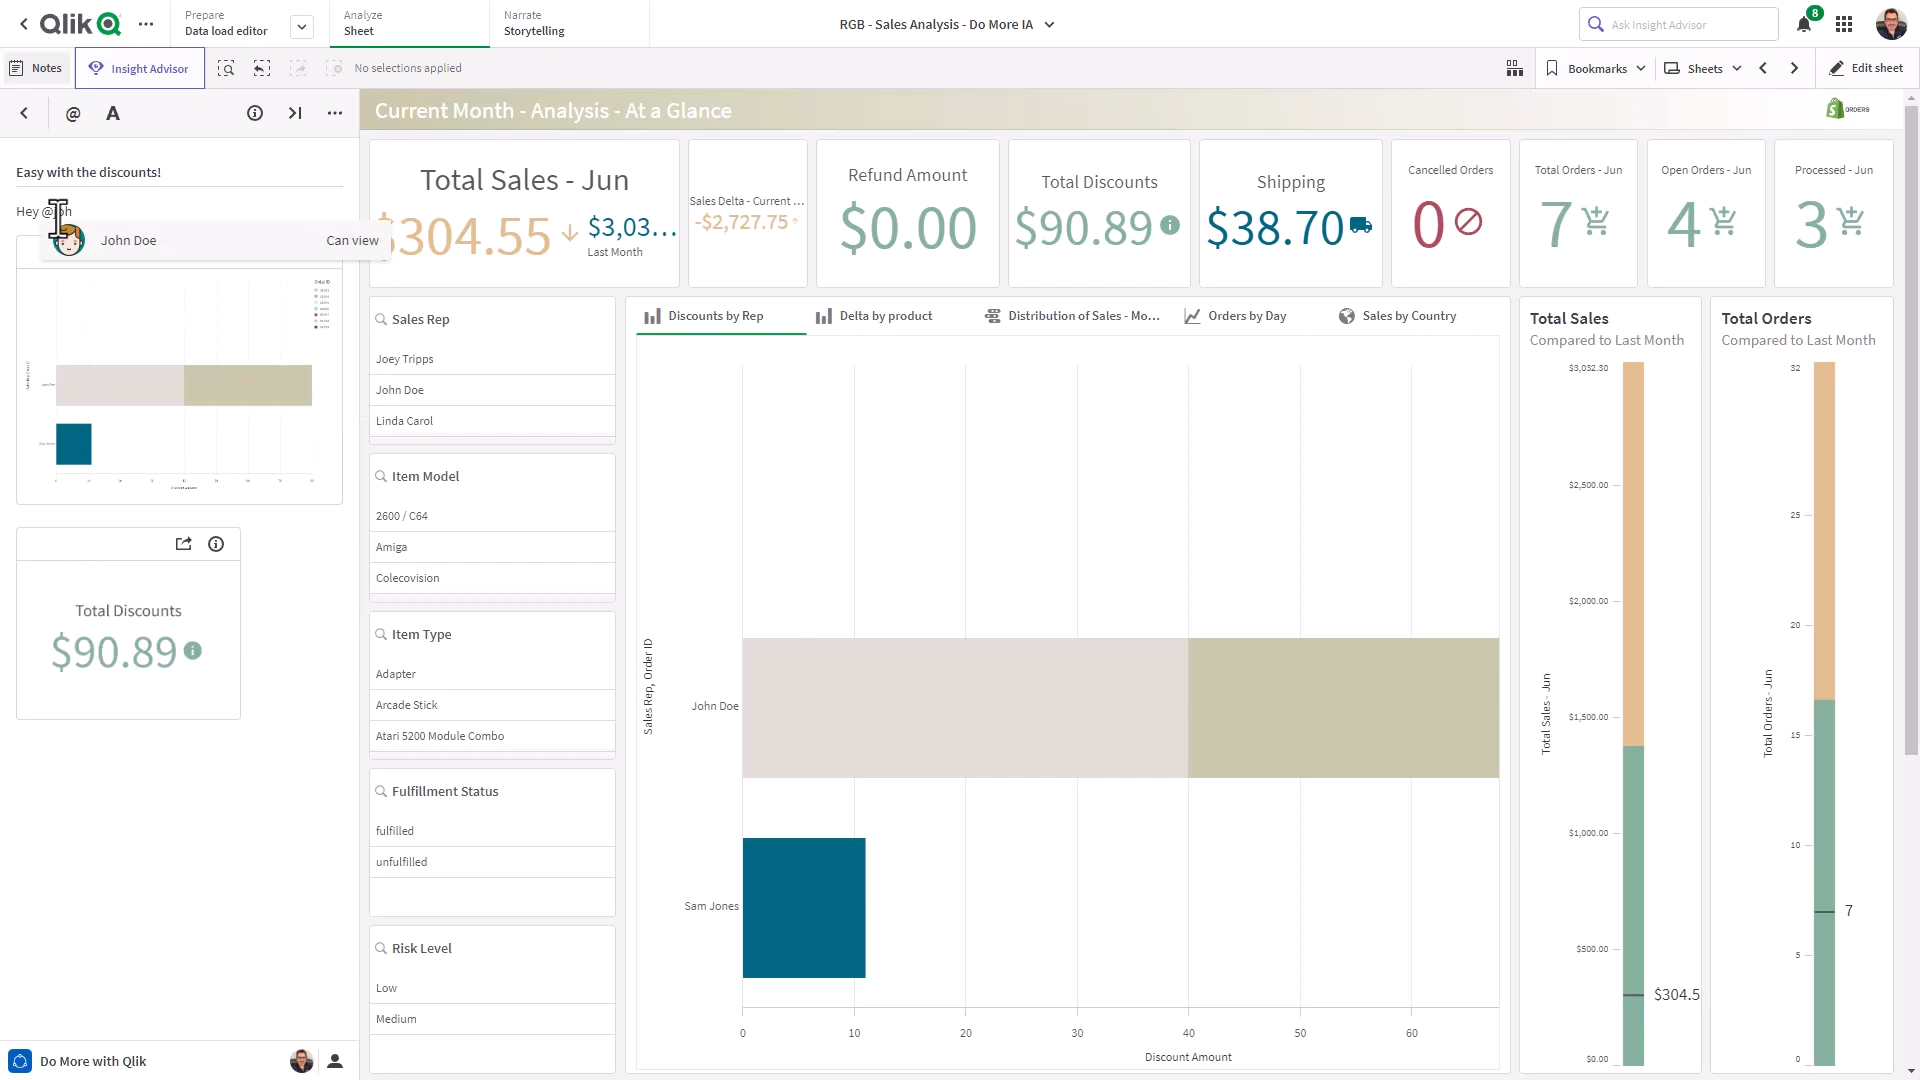 Qlik
Prepare
Data load editor
Analyze
Sheet
Narrate
Storytelling
RGB - Sales Analysis - Do More IA
Ask Insight Advisor
8
Notes
Insight Advisor
No selections applied
Bookmarks
Sheets
Edit sheet
@ A
Easy with the discounts!
Hey @joh
John Doe
Can view
Order ID
Total Discounts
$90.89
Do More with Qlik
Current Month - Analysis - At a Glance
ORDERS
Total Sales - Jun
$304.55
$3,03...
Last Month
Sales Delta - Current ...
-$2,727.75
Refund Amount
$0.00
Total Discounts
$90.89
Shipping
$38.70
Cancelled Orders
0
Total Orders - Jun
7
Open Orders - Jun
4
Processed - Jun
3
Sales Rep
Joey Tripps
John Doe
Linda Carol
Item Model
2600 / C64
Amiga
Colecovision
Item Type
Adapter
Arcade Stick
Atari 5200 Module Combo
Fulfillment Status
fulfilled
unfulfilled
Risk Level
Low
Medium
Discounts by Rep
Delta by product
Distribution of Sales - Mo...
Orders by Day
Sales by Country
Sales Rep, Order ID
John Doe
Sam Jones
0 10 20 30 40 50 60
Discount Amount
Total Sales
Compared to Last Month
$3,032.30
$2,500.00
$2,000.00
$1,500.00
$1,000.00
$500.00
$0.00
Total Sales - Jun
$304.5
Total Orders
Compared to Last Month
32
25
20
15
10
5
0
Total Orders - Jun
7